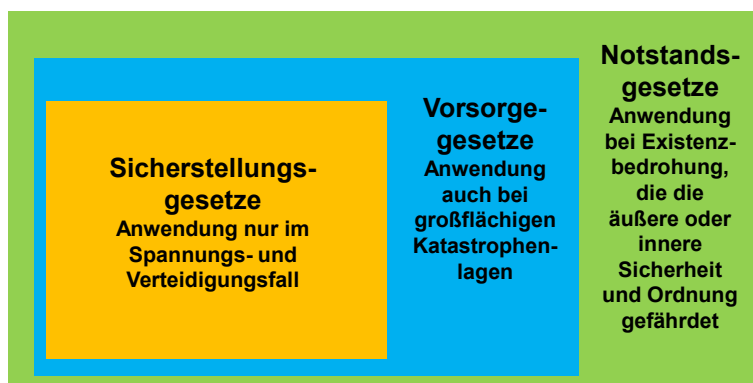 Sicherstellungs-
gesetze
Anwendung nur im
Spannungs- und
Verteidigungsfall
Vorsorge-
gesetze
Anwendung
auch bei
großflächigen
Katastrophen-
lagen
Notstands-
gesetze
Anwendung
bei Existenz-
bedrohung,
die die
äußere oder
innere
Sicherheit
und Ordnung
gefährdet